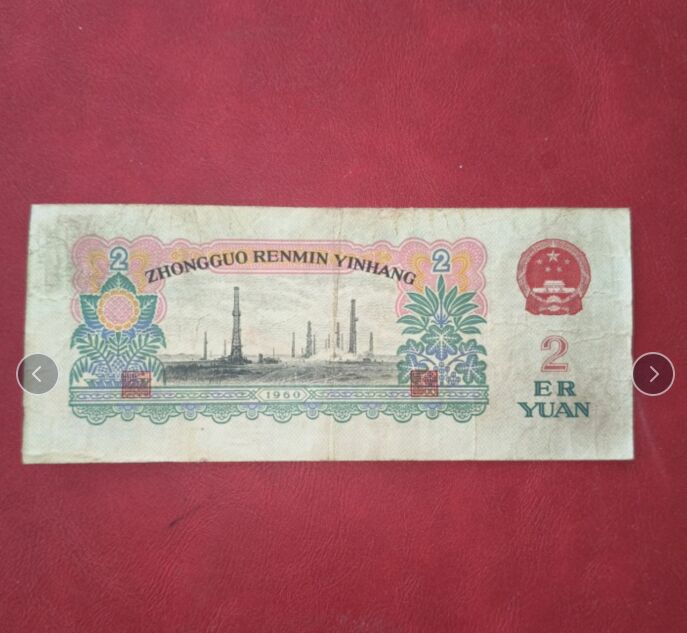 2
ZHONGGUO RENMIN YINHANG
2
1960
2
ER
YUAN